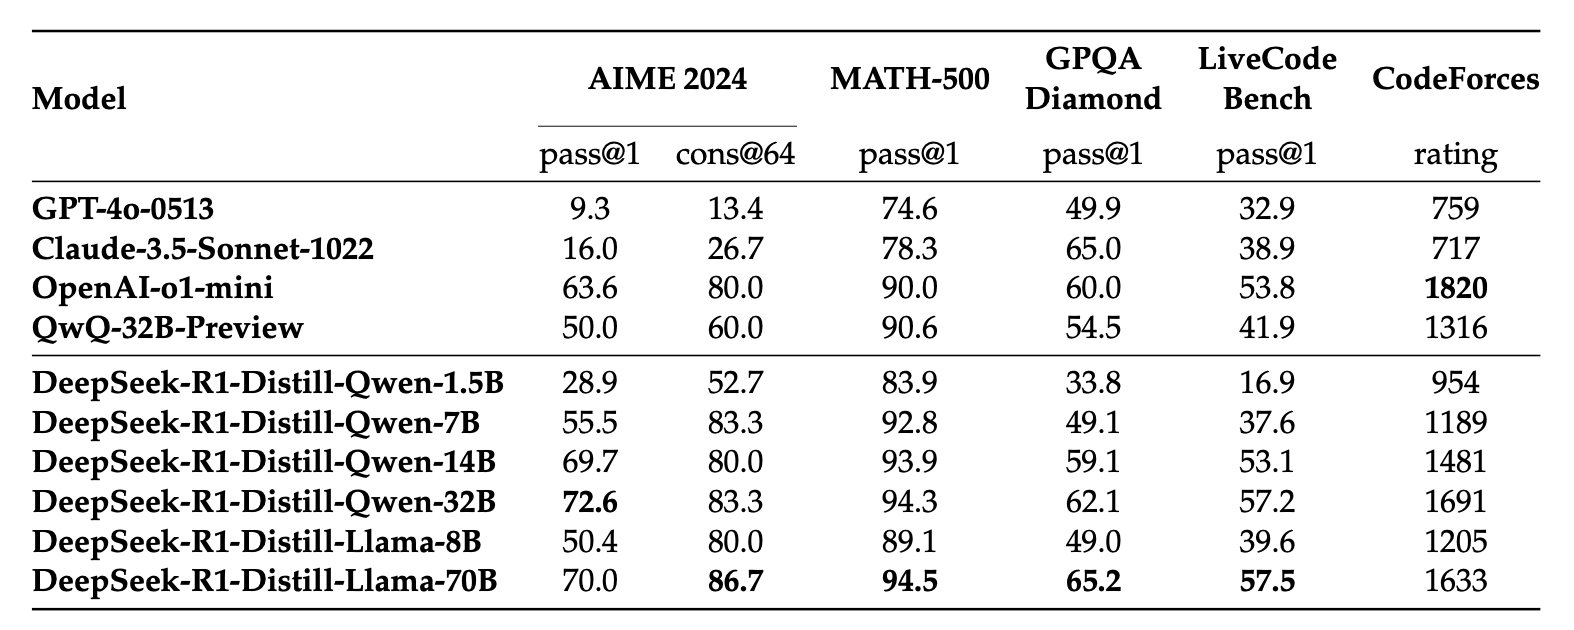 Model AIME 2024 MATH-500 GPQA Diamond LiveCode Bench CodeForces
pass@1 cons@64 pass@1 pass@1 pass@1 rating
GPT-4o-0513 9.3 13.4 74.6 49.9 32.9 759
Claude-3.5-Sonnet-1022 16.0 26.7 78.3 65.0 38.9 717
OpenAI-o1-mini 63.6 80.0 90.0 60.0 53.8 1820
QwQ-32B-Preview 50.0 60.0 90.6 54.5 41.9 1316
DeepSeek-R1-Distill-Qwen-1.5B 28.9 52.7 83.9 33.8 16.9 954
DeepSeek-R1-Distill-Qwen-7B 55.5 83.3 92.8 49.1 37.6 1189
DeepSeek-R1-Distill-Qwen-14B 69.7 80.0 93.9 59.1 53.1 1481
DeepSeek-R1-Distill-Qwen-32B 72.6 83.3 94.3 62.1 57.2 1691
DeepSeek-R1-Distill-Llama-8B 50.4 80.0 89.1 49.0 39.6 1205
DeepSeek-R1-Distill-Llama-70B 70.0 86.7 94.5 65.2 57.5 1633